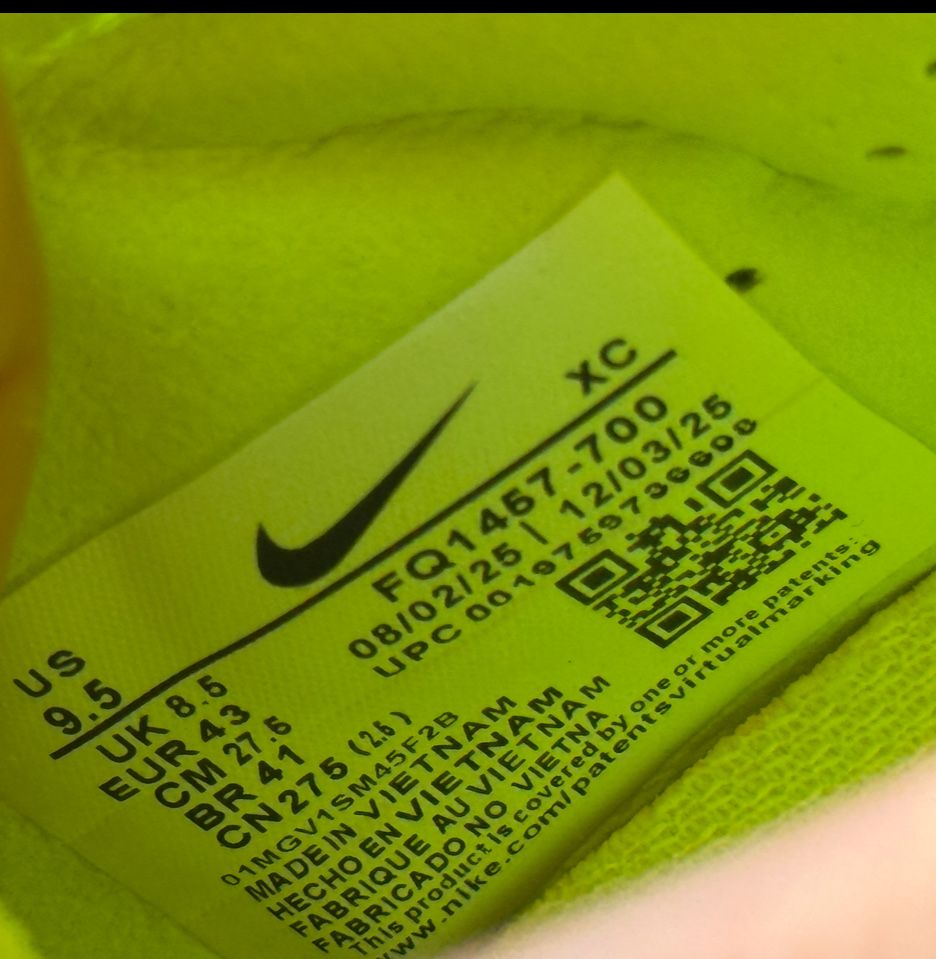 XC
US
9.5
FQ1457-700
08/02/25 | 12/03/25
UPC 00197597366608
UK 8.5
EUR 43
CM 27.5
BR 41
CN 275 (2.5)
01MGV1SM45F2B
MADE IN VIETNAM
HECHO EN VIETNAM
FABRIQUE AU VIETNAM
FABRICADO NO VIETNA
This product is covered by one or more patents:
www.nike.com/patentsvirtualmarking